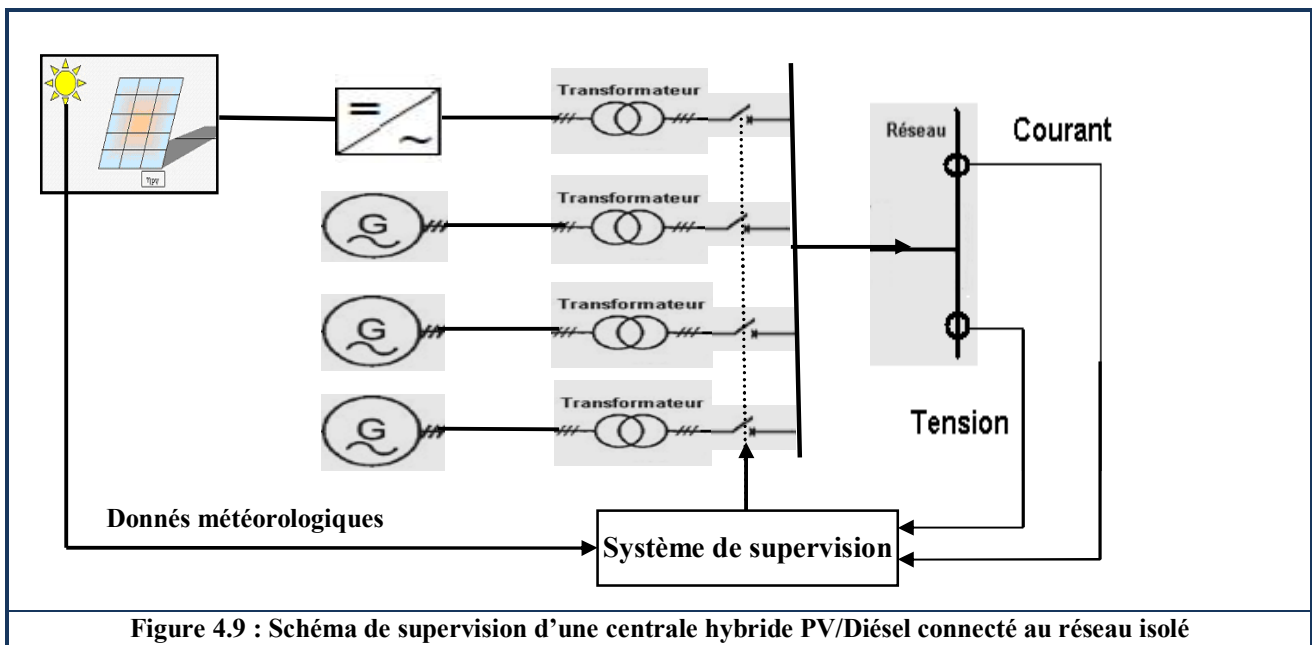 Transformateur
Réseau
Courant
ηpv
Transformateur
G
Transformateur
G
Transformateur
G
Tension
Donnés météorologiques
Système de supervision
Figure 4.9 : Schéma de supervision d’une centrale hybride PV/Diésel connecté au réseau isolé